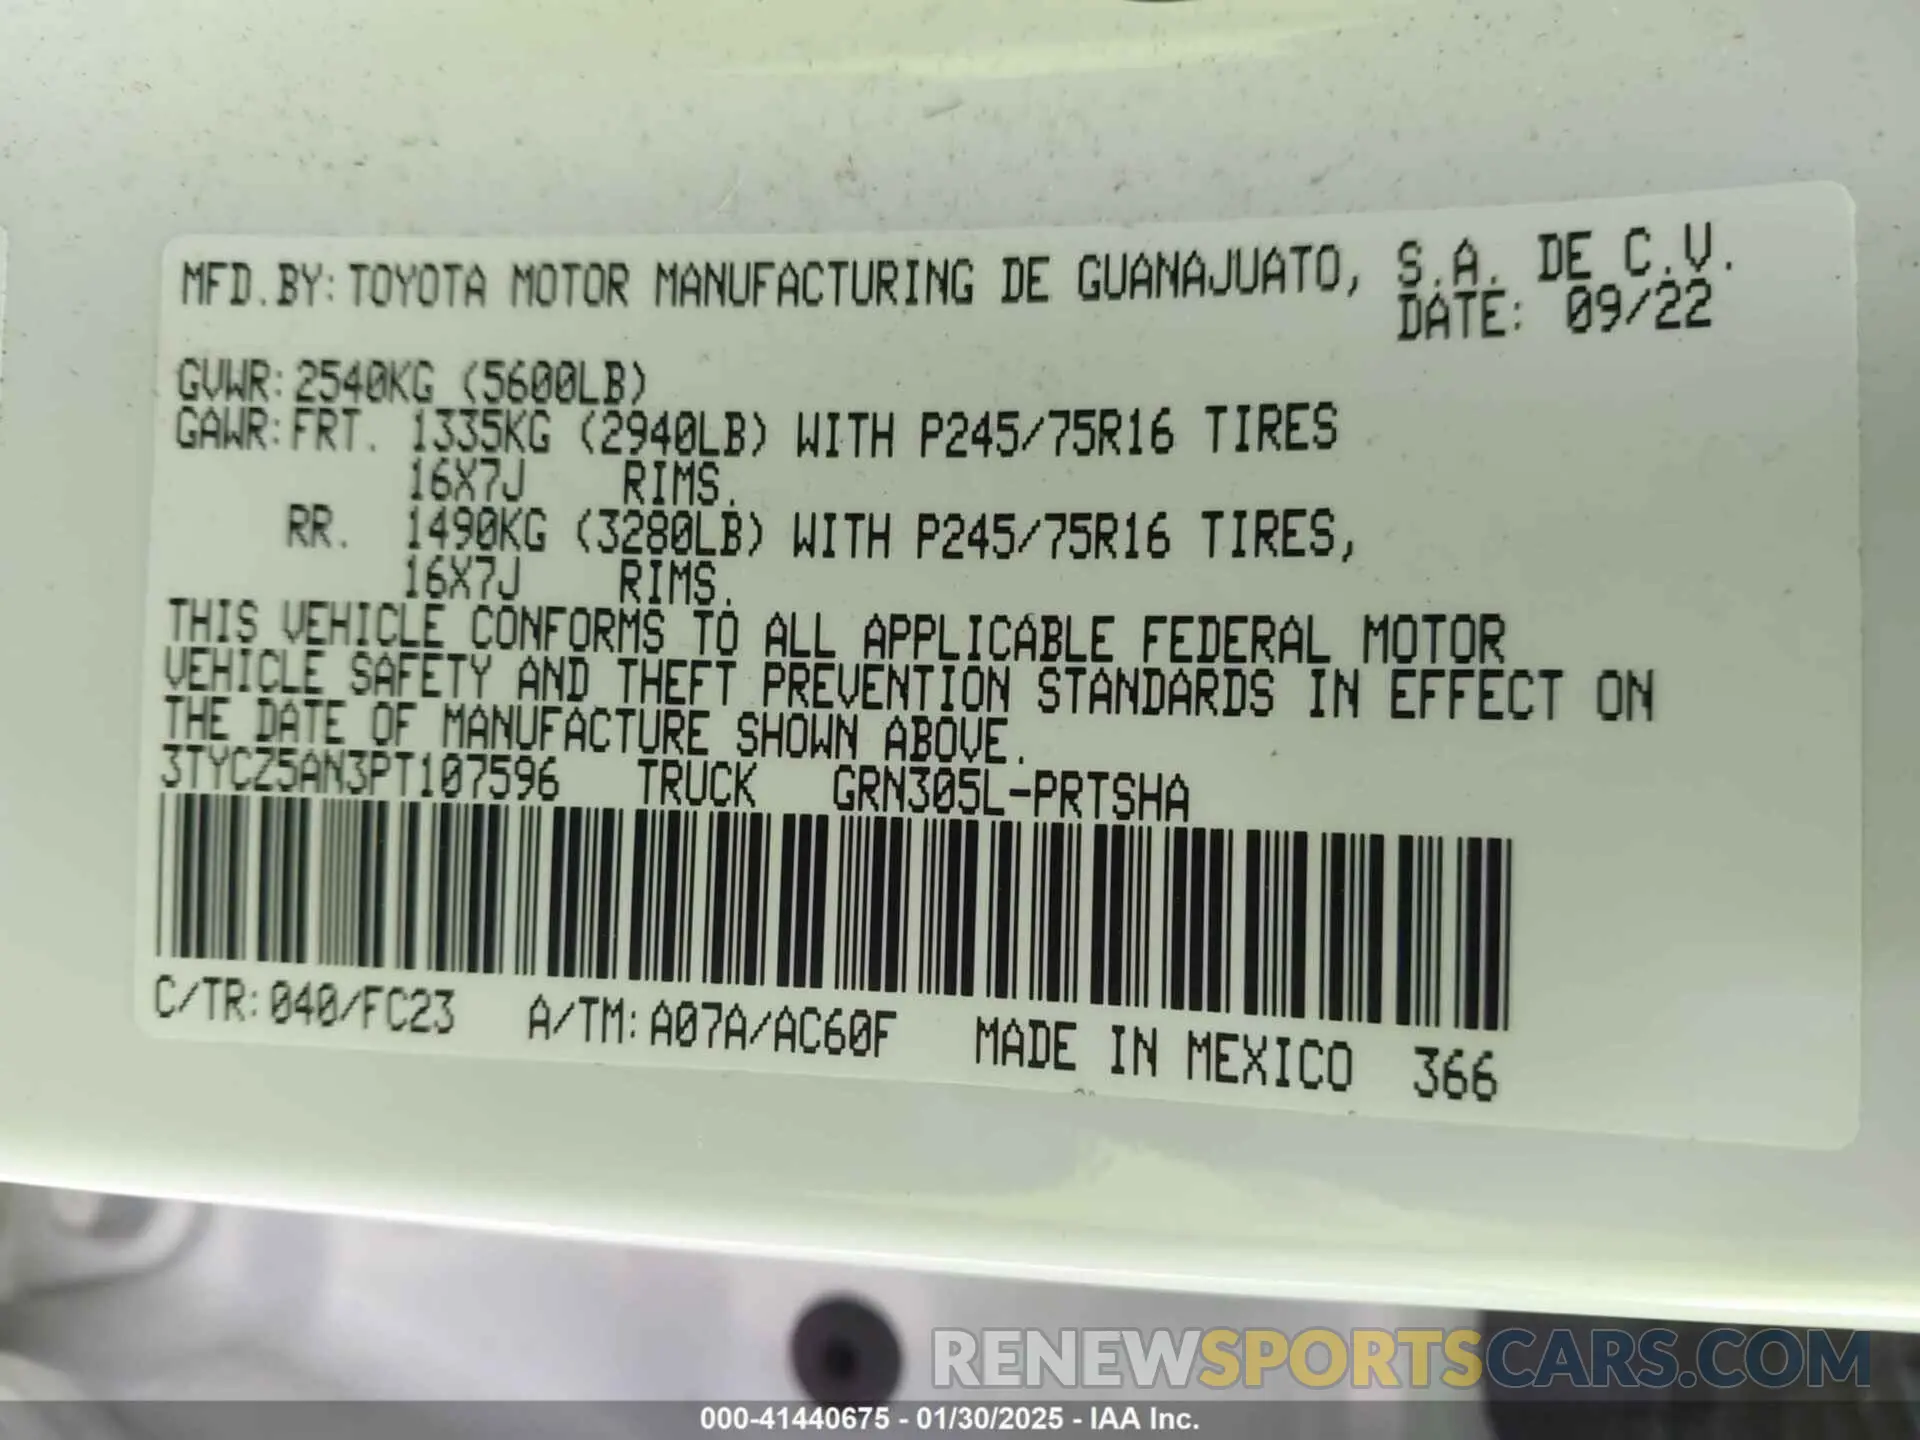 MFD.BY:TOYOTA MOTOR MANUFACTURING DE GUANAJUATO, S.A. DE C.V.
DATE: 09/22
GVWR:2540KG (5600LB)
GAWR:FRT. 1335KG (2940LB) WITH P245/75R16 TIRES
16X7J RIMS.
RR. 1490KG (3280LB) WITH P245/75R16 TIRES,
16X7J RIMS.
THIS VEHICLE CONFORMS TO ALL APPLICABLE FEDERAL MOTOR
VEHICLE SAFETY AND THEFT PREVENTION STANDARDS IN EFFECT ON
THE DATE OF MANUFACTURE SHOWN ABOVE.
3TYCZ5AN3PT107596 TRUCK GRN305L-PRTSHA
C/TR:040/FC23 A/TM:A07A/AC60F MADE IN MEXICO 366
RENEWSPORTSCARS.COM
000-41440675 - 01/30/2025 - IAA Inc.